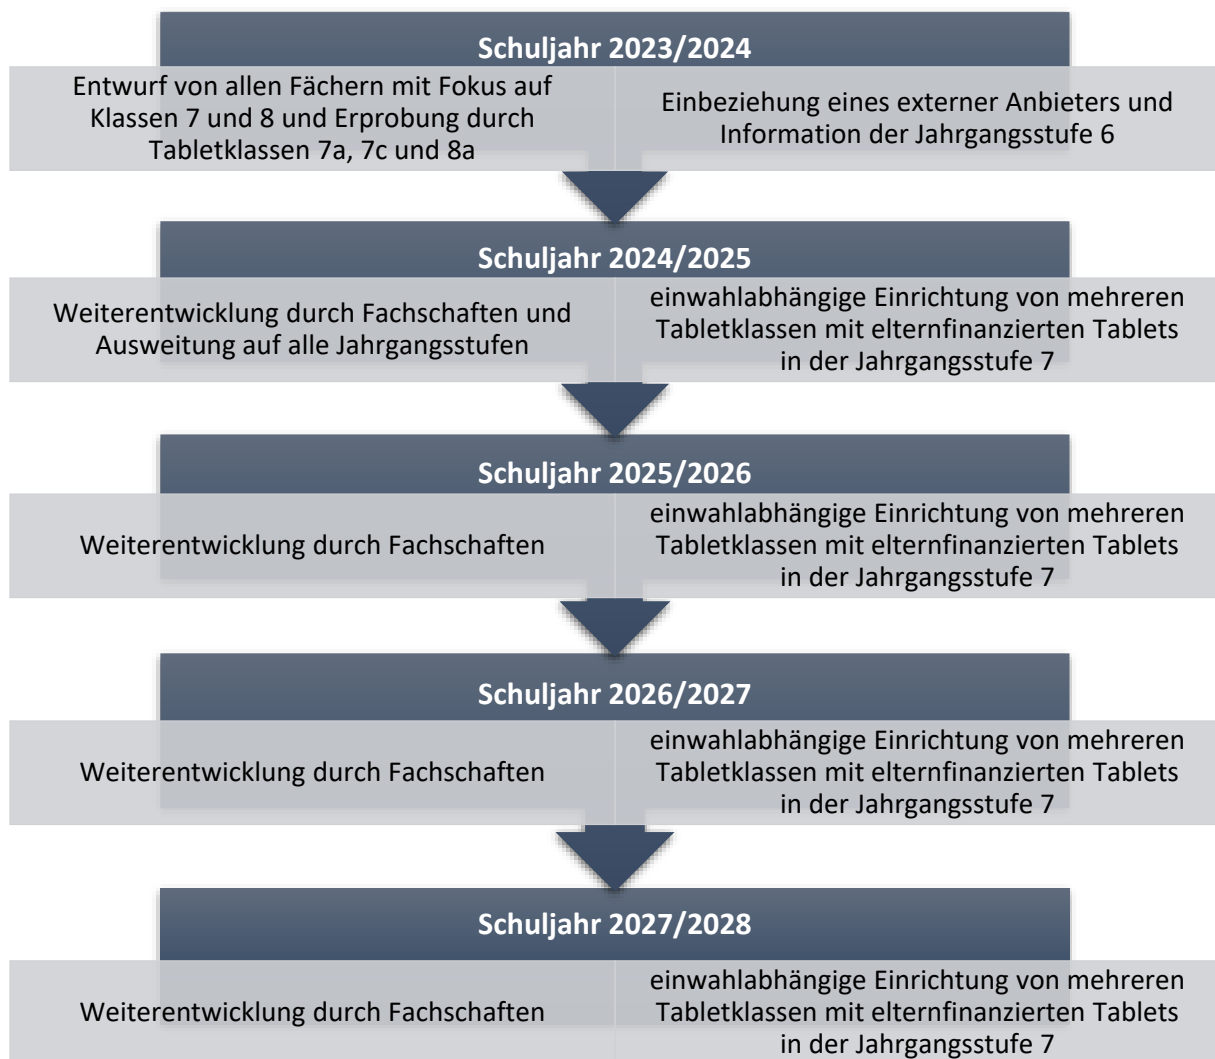 Schuljahr 2023/2024
Entwurf von allen Fächern mit Fokus auf
Klassen 7 und 8 und Erprobung durch
Tabletklassen 7a, 7c und 8a
Einbeziehung eines externer Anbieters und
Information der Jahrgangsstufe 6
Schuljahr 2024/2025
Weiterentwicklung durch Fachschaften und
Ausweitung auf alle Jahrgangsstufen
einwahlabhängige Einrichtung von mehreren
Tabletklassen mit elternfinanzierten Tablets
in der Jahrgangsstufe 7
Schuljahr 2025/2026
Weiterentwicklung durch Fachschaften
einwahlabhängige Einrichtung von mehreren
Tabletklassen mit elternfinanzierten Tablets
in der Jahrgangsstufe 7
Schuljahr 2026/2027
Weiterentwicklung durch Fachschaften
einwahlabhängige Einrichtung von mehreren
Tabletklassen mit elternfinanzierten Tablets
in der Jahrgangsstufe 7
Schuljahr 2027/2028
Weiterentwicklung durch Fachschaften
einwahlabhängige Einrichtung von mehreren
Tabletklassen mit elternfinanzierten Tablets
in der Jahrgangsstufe 7